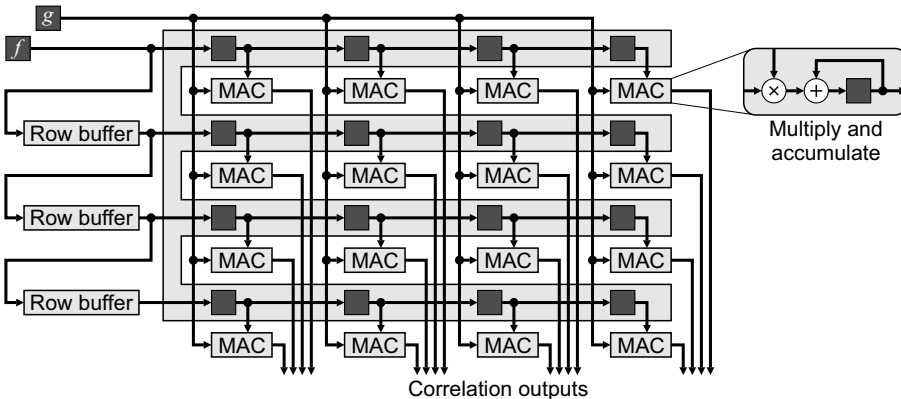 g
f
MAC MAC MAC MAC
× +
Row buffer
Multiply and
accumulate
MAC MAC MAC MAC
Row buffer
MAC MAC MAC MAC
Row buffer
MAC MAC MAC MAC
Correlation outputs